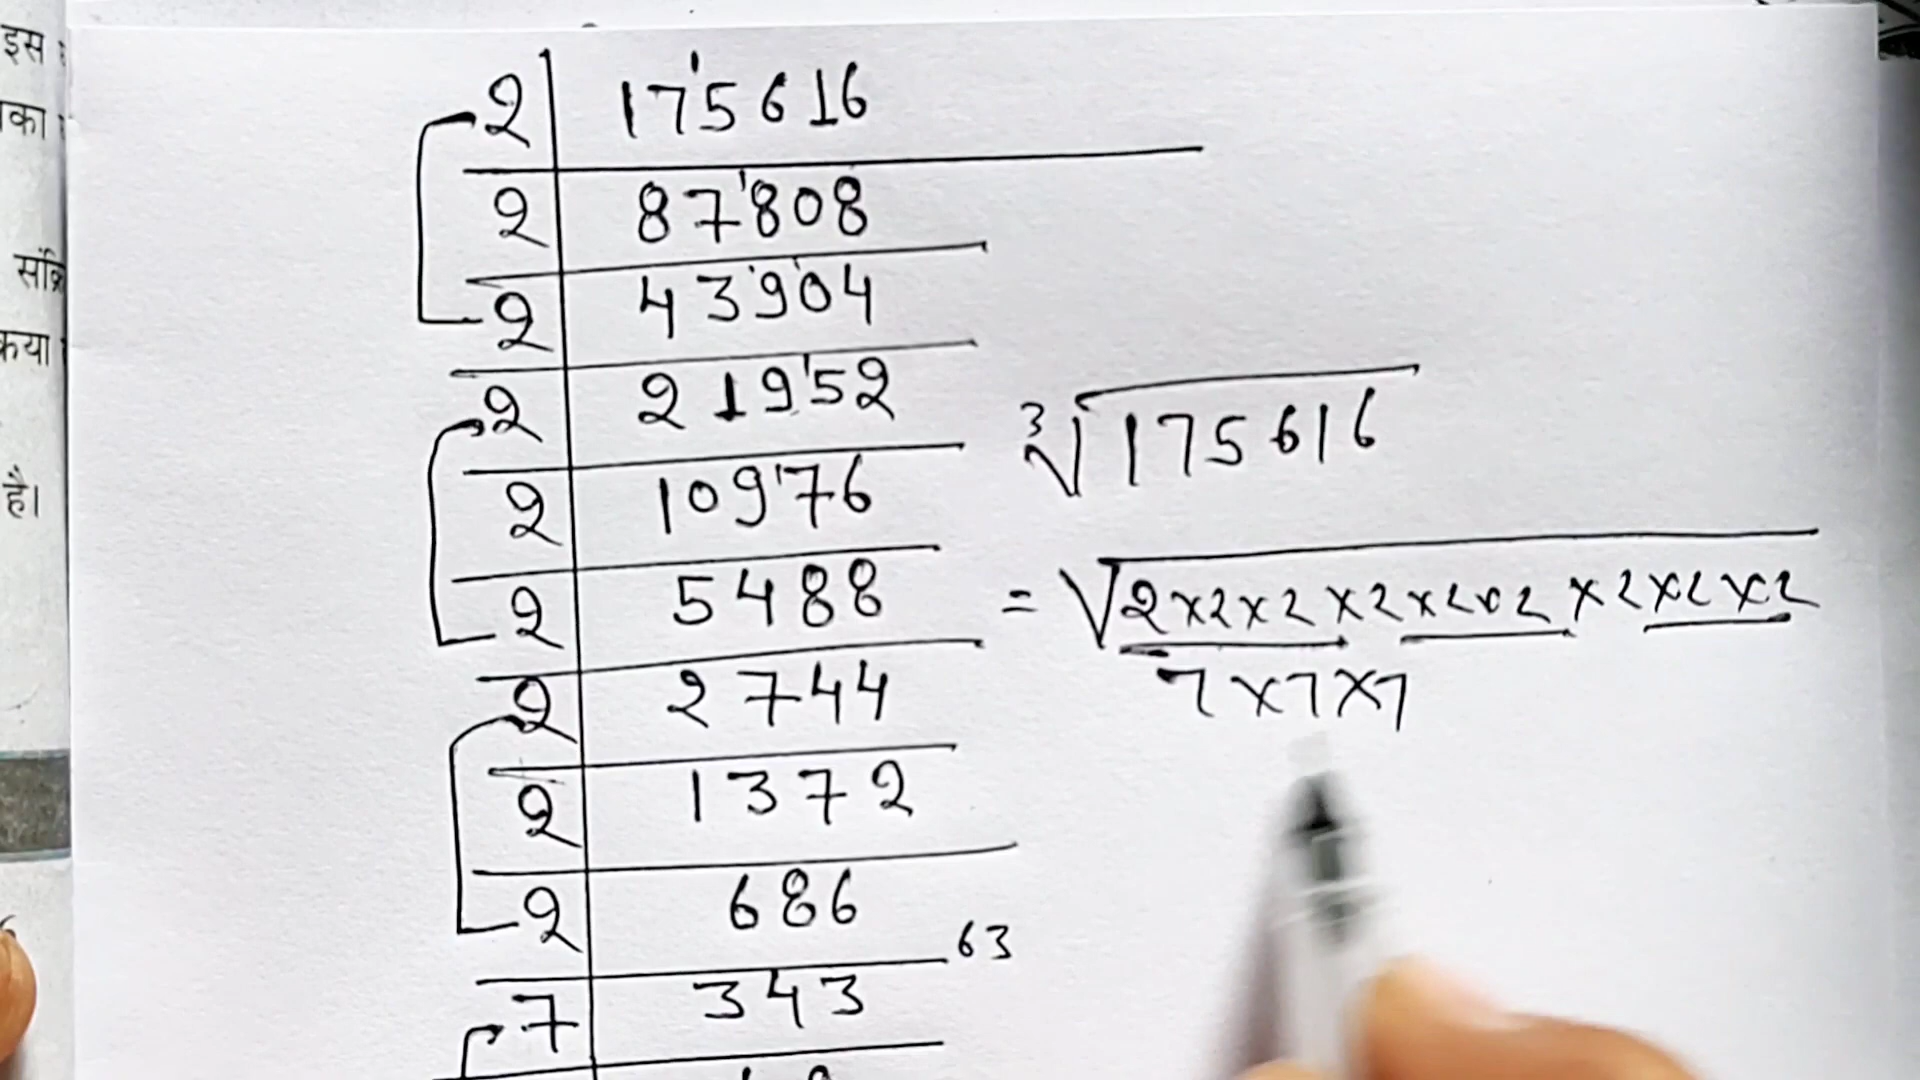 इस
का
2 | 175616
2 | 87808
2 | 43904
2 | 21952
2 | 10976
2 | 5488
2 | 2744
2 | 1372
2 | 686
63
7 | 343
∛175616
= √2×2×2×2×2×2×2×2×2
7×7×7
है।